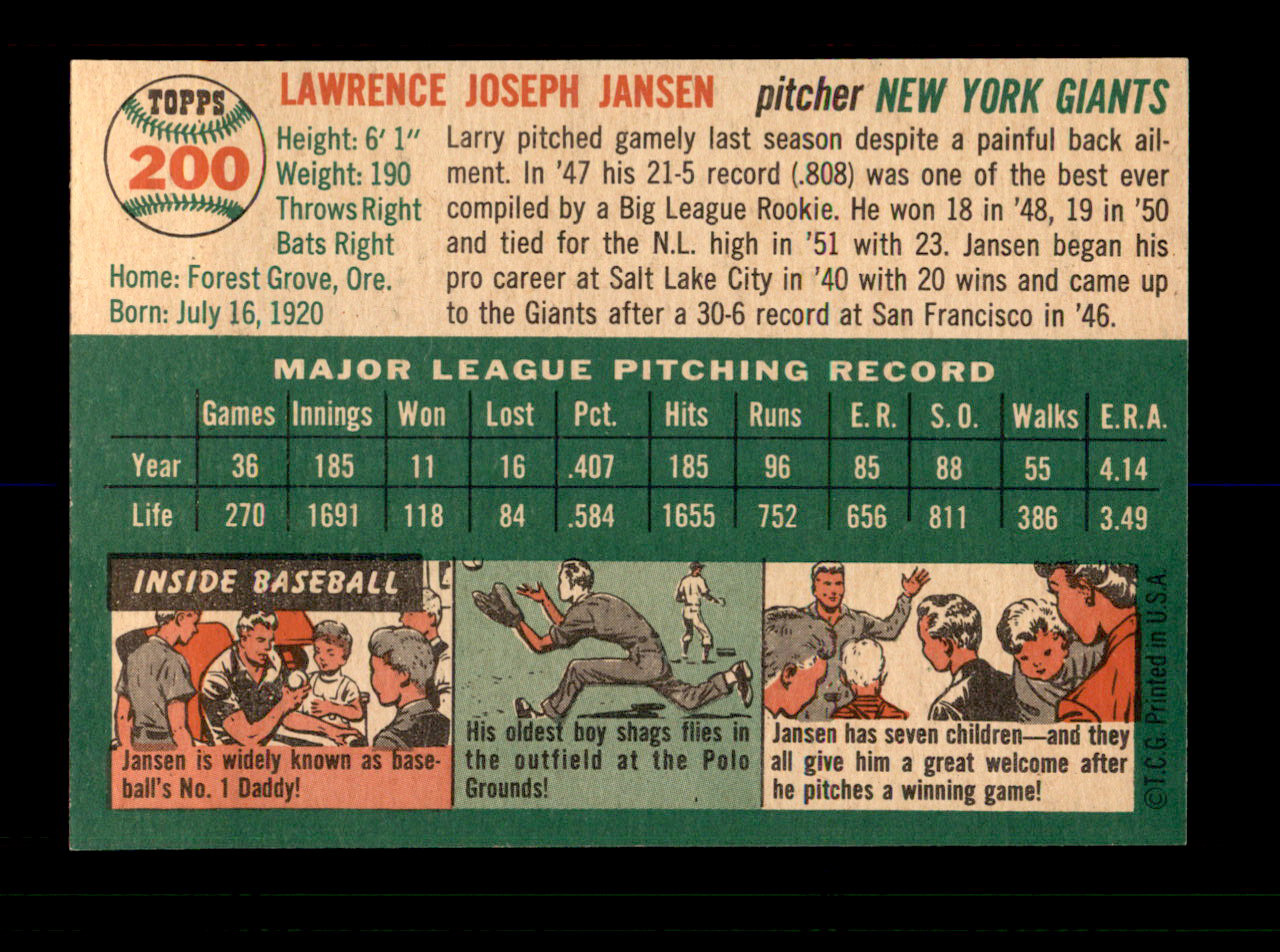 TOPPS
200
LAWRENCE JOSEPH JANSEN pitcher NEW YORK GIANTS
Height: 6' 1"
Weight: 190
Throws Right
Bats Right
Home: Forest Grove, Ore.
Born: July 16, 1920
Larry pitched gamely last season despite a painful back ail-
ment. In '47 his 21-5 record (.808) was one of the best ever
compiled by a Big League Rookie. He won 18 in '48, 19 in '50
and tied for the N.L. high in '51 with 23. Jansen began his
pro career at Salt Lake City in '40 with 20 wins and came up
to the Giants after a 30-6 record at San Francisco in '46.
MAJOR LEAGUE PITCHING RECORD
Games Innings Won Lost Pct. Hits Runs E. R. S. O. Walks E.R.A.
Year 36 185 11 16 .407 185 96 85 88 55 4.14
Life 270 1691 118 84 .584 1655 752 656 811 386 3.49
INSIDE BASEBALL
Jansen is widely known as base-
ball's No. 1 Daddy!
His oldest boy shags flies in
the outfield at the Polo
Grounds!
Jansen has seven children—and they
all give him a great welcome after
he pitches a winning game!
©T.C.G. Printed in U.S.A.